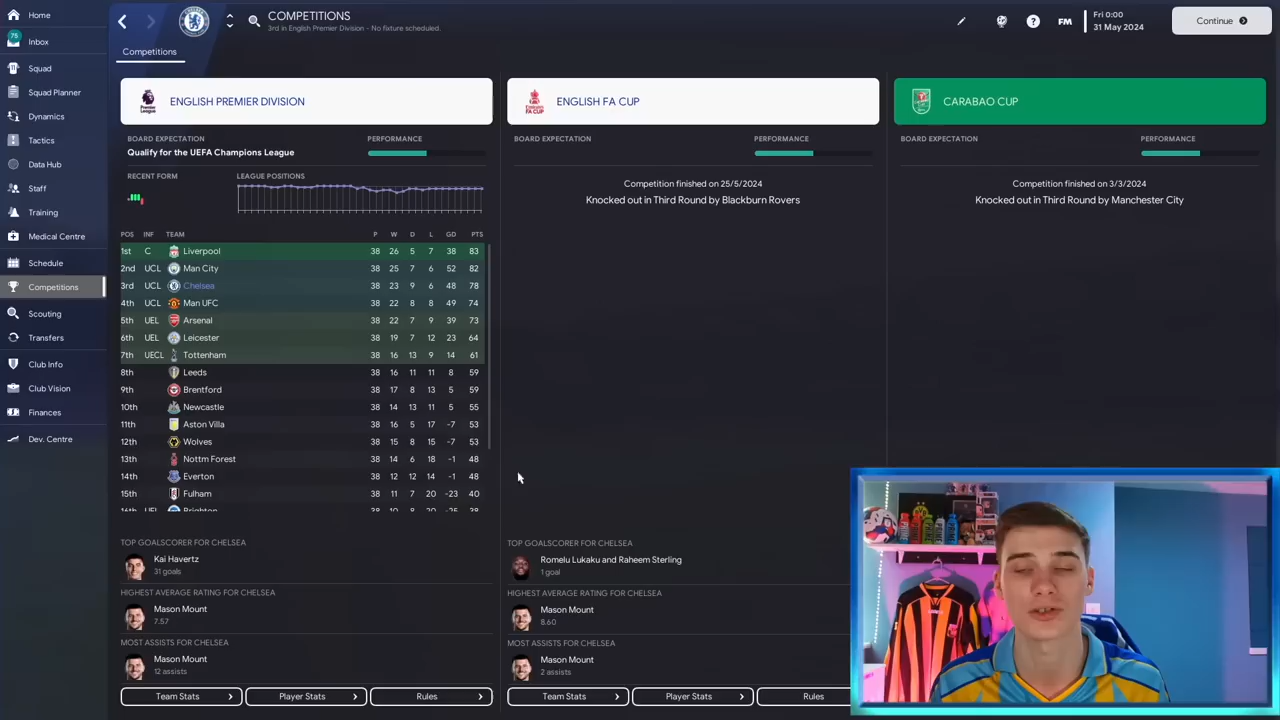 Home
75
Inbox
Squad
Squad Planner
Dynamics
Tactics
Data Hub
Staff
Training
Medical Centre
Schedule
Competitions
Scouting
Transfers
Club Info
Club Vision
Finances
Dev. Centre
COMPETITIONS
3rd in English Premier Division - No fixture scheduled.
FM
Fri 0:00
31 May 2024
Continue
Competitions
ENGLISH PREMIER DIVISION
BOARD EXPECTATION PERFORMANCE
Qualify for the UEFA Champions League
RECENT FORM LEAGUE POSITIONS
POS INF TEAM P W D L GD PTS
1st C Liverpool 38 26 5 7 38 83
2nd UCL Man City 38 25 7 6 52 82
3rd UCL Chelsea 38 23 9 6 48 78
4th UCL Man UFC 38 22 8 8 49 74
5th UEL Arsenal 38 22 7 9 39 73
6th UEL Leicester 38 19 7 12 23 64
7th UECL Tottenham 38 16 13 9 14 61
8th Leeds 38 16 11 11 8 59
9th Brentford 38 17 8 13 5 59
10th Newcastle 38 14 13 11 5 55
11th Aston Villa 38 16 5 17 -7 53
12th Wolves 38 15 8 15 -7 53
13th Nottm Forest 38 14 6 18 -1 48
14th Everton 38 12 12 14 -1 48
15th Fulham 38 11 7 20 -23 40
16th UEL Brighton 38 10 8 20 -25 38
TOP GOALSCORER FOR CHELSEA
Kai Havertz
31 goals
HIGHEST AVERAGE RATING FOR CHELSEA
Mason Mount
7.57
MOST ASSISTS FOR CHELSEA
Mason Mount
12 assists
Team Stats Player Stats Rules
Emirates
FA CUP
ENGLISH FA CUP
BOARD EXPECTATION PERFORMANCE
Competition finished on 25/5/2024
Knocked out in Third Round by Blackburn Rovers
TOP GOALSCORER FOR CHELSEA
Romelu Lukaku and Raheem Sterling
1 goal
HIGHEST AVERAGE RATING FOR CHELSEA
Mason Mount
8.60
MOST ASSISTS FOR CHELSEA
Mason Mount
2 assists
Team Stats Player Stats Rules
CARABAO CUP
BOARD EXPECTATION PERFORMANCE
Competition finished on 3/3/2024
Knocked out in Third Round by Manchester City